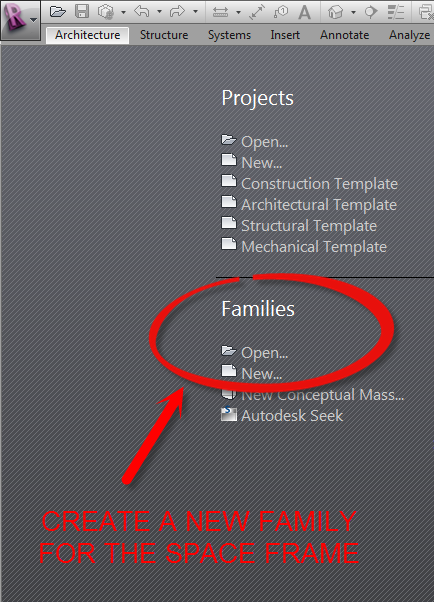 Architecture Structure Systems Insert Annotate Analyze
Projects
Open...
New...
Construction Template
Architectural Template
Structural Template
Mechanical Template
Families
Open...
New...
New Conceptual Mass...
Autodesk Seek
CREATE A NEW FAMILY
FOR THE SPACE FRAME